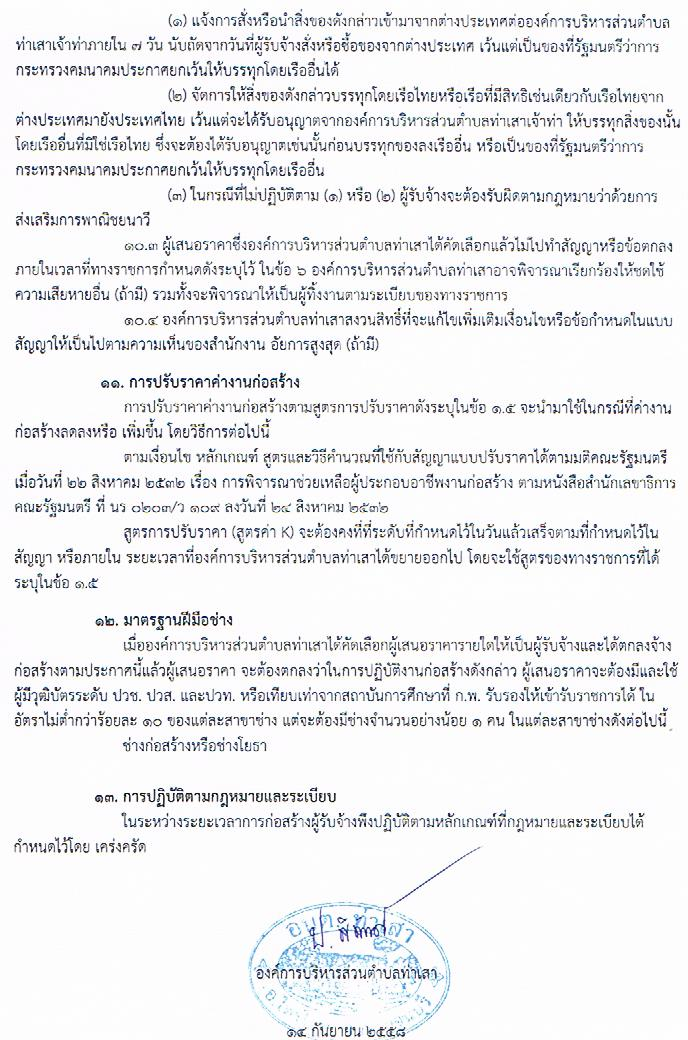 (๑) แจ้งการสั่งหรือนำสิ่งของดังกล่าวเข้ามาจากต่างประเทศต่อองค์การบริหารส่วนตำบล
ท่าเสาเจ้าท่าภายใน ๗ วัน นับถัดจากวันที่ผู้รับจ้างสั่งหรือซื้อของจากต่างประเทศ เว้นแต่เป็นของที่รัฐมนตรีว่าการ
กระทรวงคมนาคมประกาศยกเว้นให้บรรทุกโดยเรืออื่นได้
(๒) จัดการให้สิ่งของดังกล่าวบรรทุกโดยเรือไทยหรือเรือที่มีสิทธิเช่นเดียวกับเรือไทยจาก
ต่างประเทศมายังประเทศไทย เว้นแต่จะได้รับอนุญาตจากองค์การบริหารส่วนตำบลท่าเสาเจ้าท่า ให้บรรทุกสิ่งของนั้น
โดยเรืออื่นที่มิใช่เรือไทย ซึ่งจะต้องได้รับอนุญาตเช่นนั้นก่อนบรรทุกของลงเรืออื่น หรือเป็นของที่รัฐมนตรีว่าการ
กระทรวงคมนาคมประกาศยกเว้นให้บรรทุกโดยเรืออื่น
(๓) ในกรณีที่ไม่ปฏิบัติตาม (๑) หรือ (๒) ผู้รับจ้างจะต้องรับผิดตามกฎหมายว่าด้วยการ
ส่งเสริมการพาณิชยนาวี
๑๐.๓ ผู้เสนอราคาซึ่งองค์การบริหารส่วนตำบลท่าเสาได้คัดเลือกแล้วไม่ไปทำสัญญาหรือข้อตกลง
ภายในเวลาที่ทางราชการกำหนดดังระบุไว้ ในข้อ ๖ องค์การบริหารส่วนตำบลท่าเสาอาจพิจารณาเรียกร้องให้ชดใช้
ความเสียหายอื่น (ถ้ามี) รวมทั้งจะพิจารณาให้เป็นผู้ทิ้งงานตามระเบียบของทางราชการ
๑๐.๔ องค์การบริหารส่วนตำบลท่าเสาสงวนสิทธิ์ที่จะแก้ไขเพิ่มเติมเงื่อนไขหรือข้อกำหนดในแบบ
สัญญาให้เป็นไปตามความเห็นของสำนักงาน อัยการสูงสุด (ถ้ามี)
๑๑. การปรับราคาค่างานก่อสร้าง
การปรับราคาค่างานก่อสร้างตามสูตรการปรับราคาดังระบุในข้อ ๑.๕ จะนำมาใช้ในกรณีที่ค่างาน
ก่อสร้างลดลงหรือ เพิ่มขึ้น โดยวิธีการต่อไปนี้
ตามเงื่อนไข หลักเกณฑ์ สูตรและวิธีคำนวณที่ใช้กับสัญญาแบบปรับราคาได้ตามมติคณะรัฐมนตรี
เมื่อวันที่ ๒๒ สิงหาคม ๒๕๓๒ เรื่อง การพิจารณาช่วยเหลือผู้ประกอบอาชีพงานก่อสร้าง ตามหนังสือสำนักเลขาธิการ
คณะรัฐมนตรี ที่ นร ๐๒๐๓/ว ๑๐๙ ลงวันที่ ๒๔ สิงหาคม ๒๕๓๒
สูตรการปรับราคา (สูตรค่า K) จะต้องคงที่ที่ระดับที่กำหนดไว้ในวันแล้วเสร็จตามที่กำหนดไว้ใน
สัญญา หรือภายใน ระยะเวลาที่องค์การบริหารส่วนตำบลท่าเสาได้ขยายออกไป โดยจะใช้สูตรของทางราชการที่ได้
ระบุในข้อ ๑.๕
๑๒. มาตรฐานฝีมือช่าง
เมื่อองค์การบริหารส่วนตำบลท่าเสาได้คัดเลือกผู้เสนอราคารายใดให้เป็นผู้รับจ้างและได้ตกลงจ้าง
ก่อสร้างตามประกาศนี้แล้วผู้เสนอราคา จะต้องตกลงว่าในการปฏิบัติงานก่อสร้างดังกล่าว ผู้เสนอราคาจะต้องมีและใช้
ผู้มีวุฒิบัตรระดับ ปวช. ปวส. และปวท. หรือเทียบเท่าจากสถาบันการศึกษาที่ ก.พ. รับรองให้เข้ารับราชการได้ ใน
อัตราไม่ต่ำกว่าร้อยละ ๑๐ ของแต่ละสาขาช่าง แต่จะต้องมีช่างจำนวนอย่างน้อย ๑ คน ในแต่ละสาขาช่างดังต่อไปนี้
ช่างก่อสร้างหรือช่างโยธา
๑๓. การปฏิบัติตามกฎหมายและระเบียบ
ในระหว่างระยะเวลาการก่อสร้างผู้รับจ้างพึงปฏิบัติตามหลักเกณฑ์ที่กฎหมายและระเบียบได้
กำหนดไว้โดย เคร่งครัด
อบต. ท่าเสา
องค์การบริหารส่วนตำบลท่าเสา
๑๔ กันยายน ๒๕๕๘